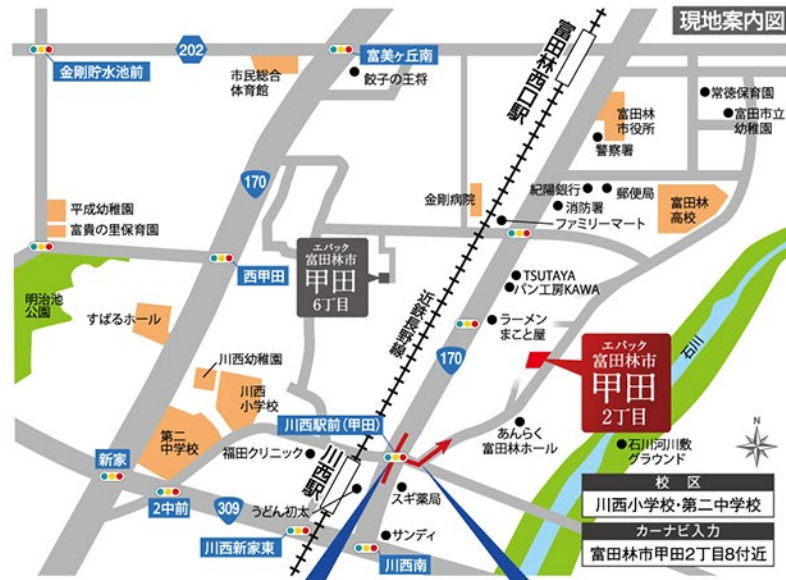 現地案内図
202
金剛貯水池前
市民総合
体育館
富美ヶ丘南
餃子の王将
富田林西口駅
常徳保育園
富田市立
幼稚園
富田林
市役所
警察署
170
平成幼稚園
富貴の里保育園
金剛病院
紀陽銀行
郵便局
消防署
ファミリーマート
富田林
高校
西甲田
エバック
富田林市
甲田
6丁目
近鉄長野線
TSUTAYA
パン工房KAWA
明治池
公園
すばるホール
ラーメン
まこと屋
170
石川
エバック
富田林市
甲田
2丁目
川西幼稚園
川西
小学校
川西駅前(甲田)
あんらく
富田林ホール
第二
中学校
福田クリニック
川西駅
石川河川敷
グラウンド
N
新家
2中前
309
うどん初太
スギ薬局
サンディ
川西新家東
川西南
校区
川西小学校・第二中学校
カーナビ入力
富田林市甲田2丁目8付近